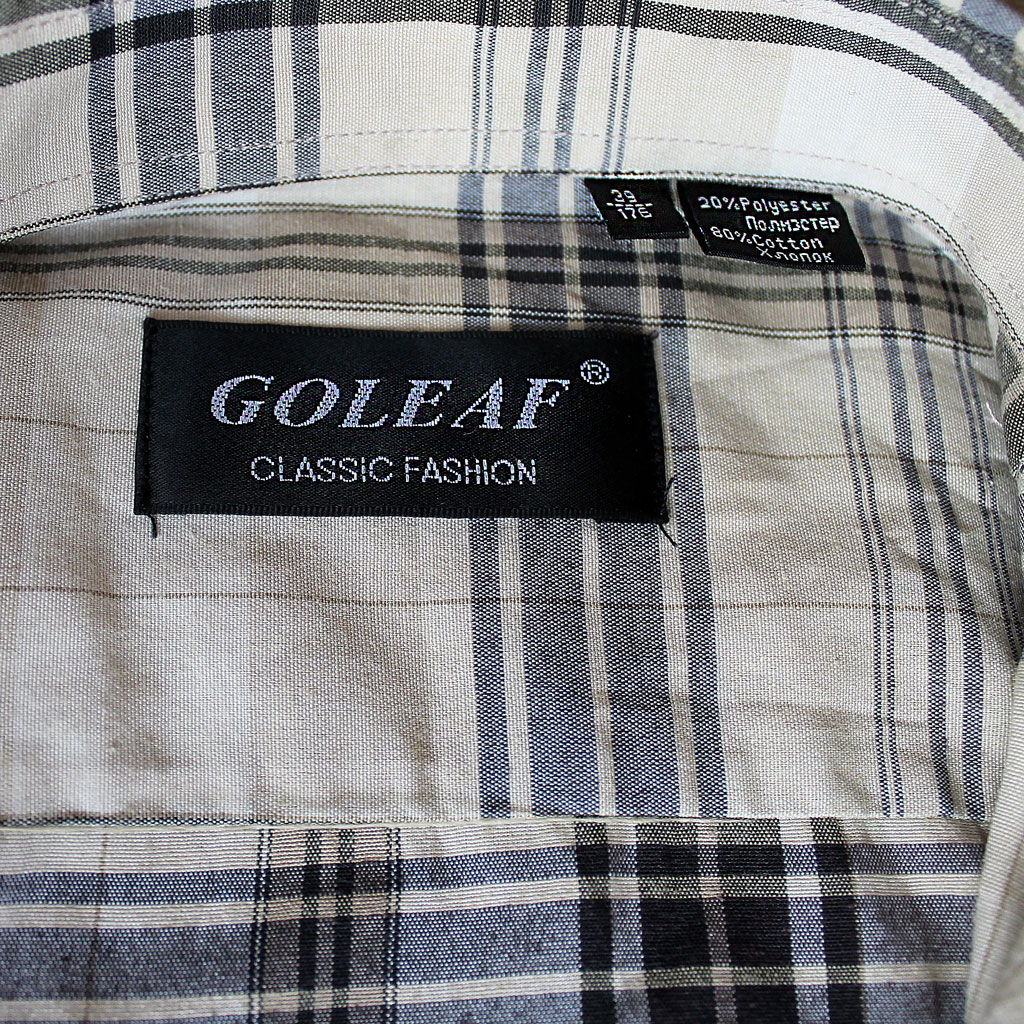 GOLEAF®
CLASSIC FASHION
39
176
20%Polyester
Полиэстер
80%Cotton
Хлопок